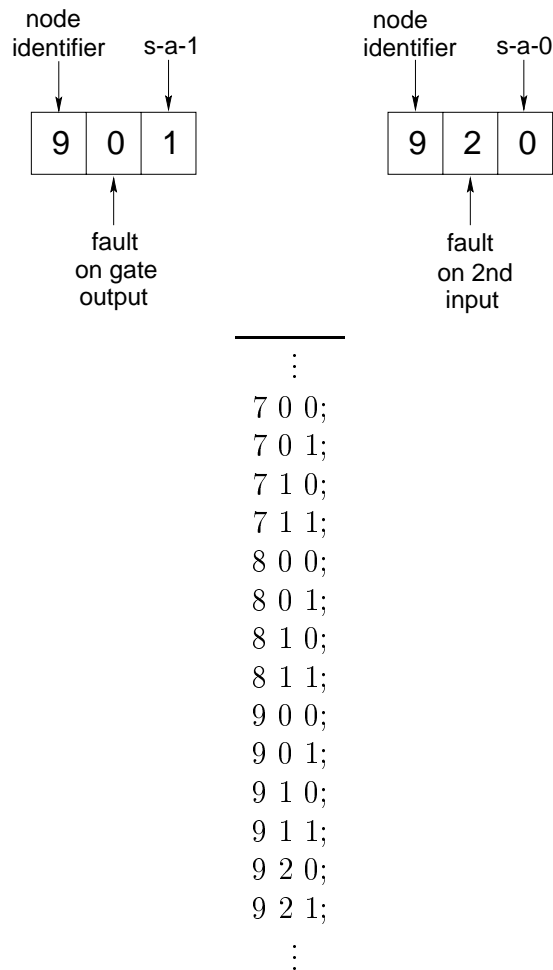 node
identifier
s-a-1
9 0 1
fault
on gate
output
node
identifier
s-a-0
9 2 0
fault
on 2nd
input
⋮
7 0 0;
7 0 1;
7 1 0;
7 1 1;
8 0 0;
8 0 1;
8 1 0;
8 1 1;
9 0 0;
9 0 1;
9 1 0;
9 1 1;
9 2 0;
9 2 1;
⋮